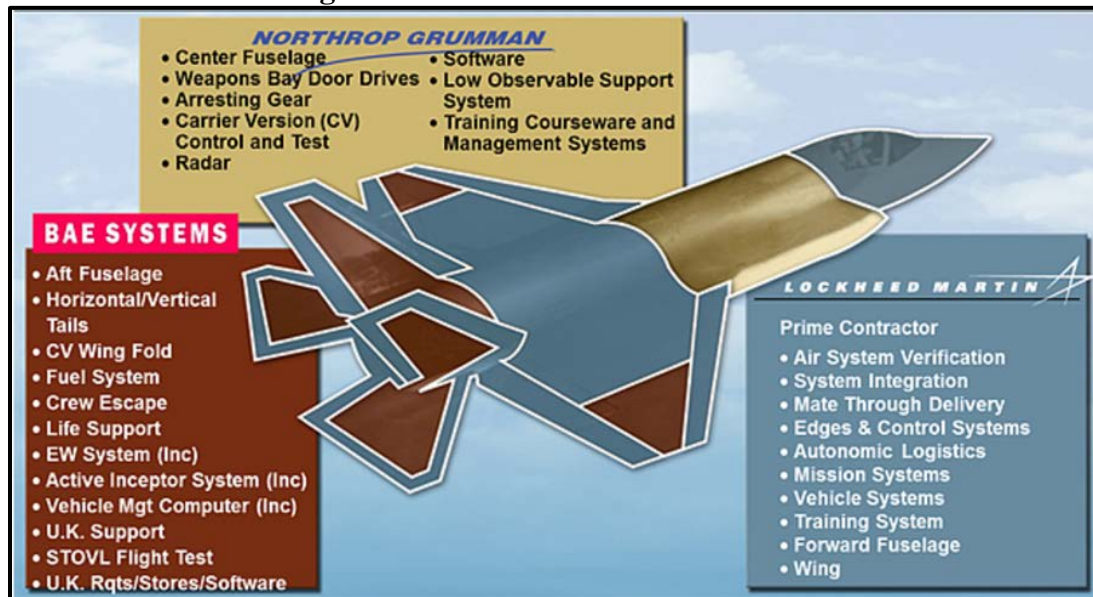 NORTHROP GRUMMAN
• Center Fuselage
• Weapons Bay Door Drives
• Arresting Gear
• Carrier Version (CV)
Control and Test
• Radar
• Software
• Low Observable Support
System
• Training Courseware and
Management Systems
BAE SYSTEMS
• Aft Fuselage
• Horizontal/Vertical
Tails
• CV Wing Fold
• Fuel System
• Crew Escape
• Life Support
• EW System (Inc)
• Active Inceptor System (Inc)
• Vehicle Mgt Computer (Inc)
• U.K. Support
• STOVL Flight Test
• U.K. Rqts/Stores/Software
LOCKHEED MARTIN
Prime Contractor
• Air System Verification
• System Integration
• Mate Through Delivery
• Edges & Control Systems
• Autonomic Logistics
• Mission Systems
• Vehicle Systems
• Training System
• Forward Fuselage
• Wing